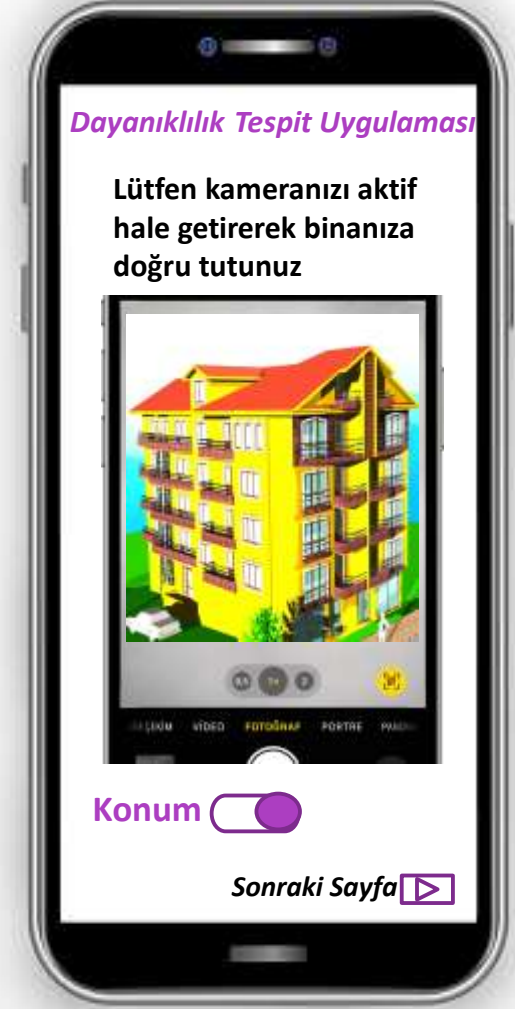 Dayanıklılık Tespit Uygulaması
Lütfen kameranızı aktif
hale getirerek binanıza
doğru tutunuz
VİDEO FOTOĞRAF PORTRE
Konum
Sonraki Sayfa